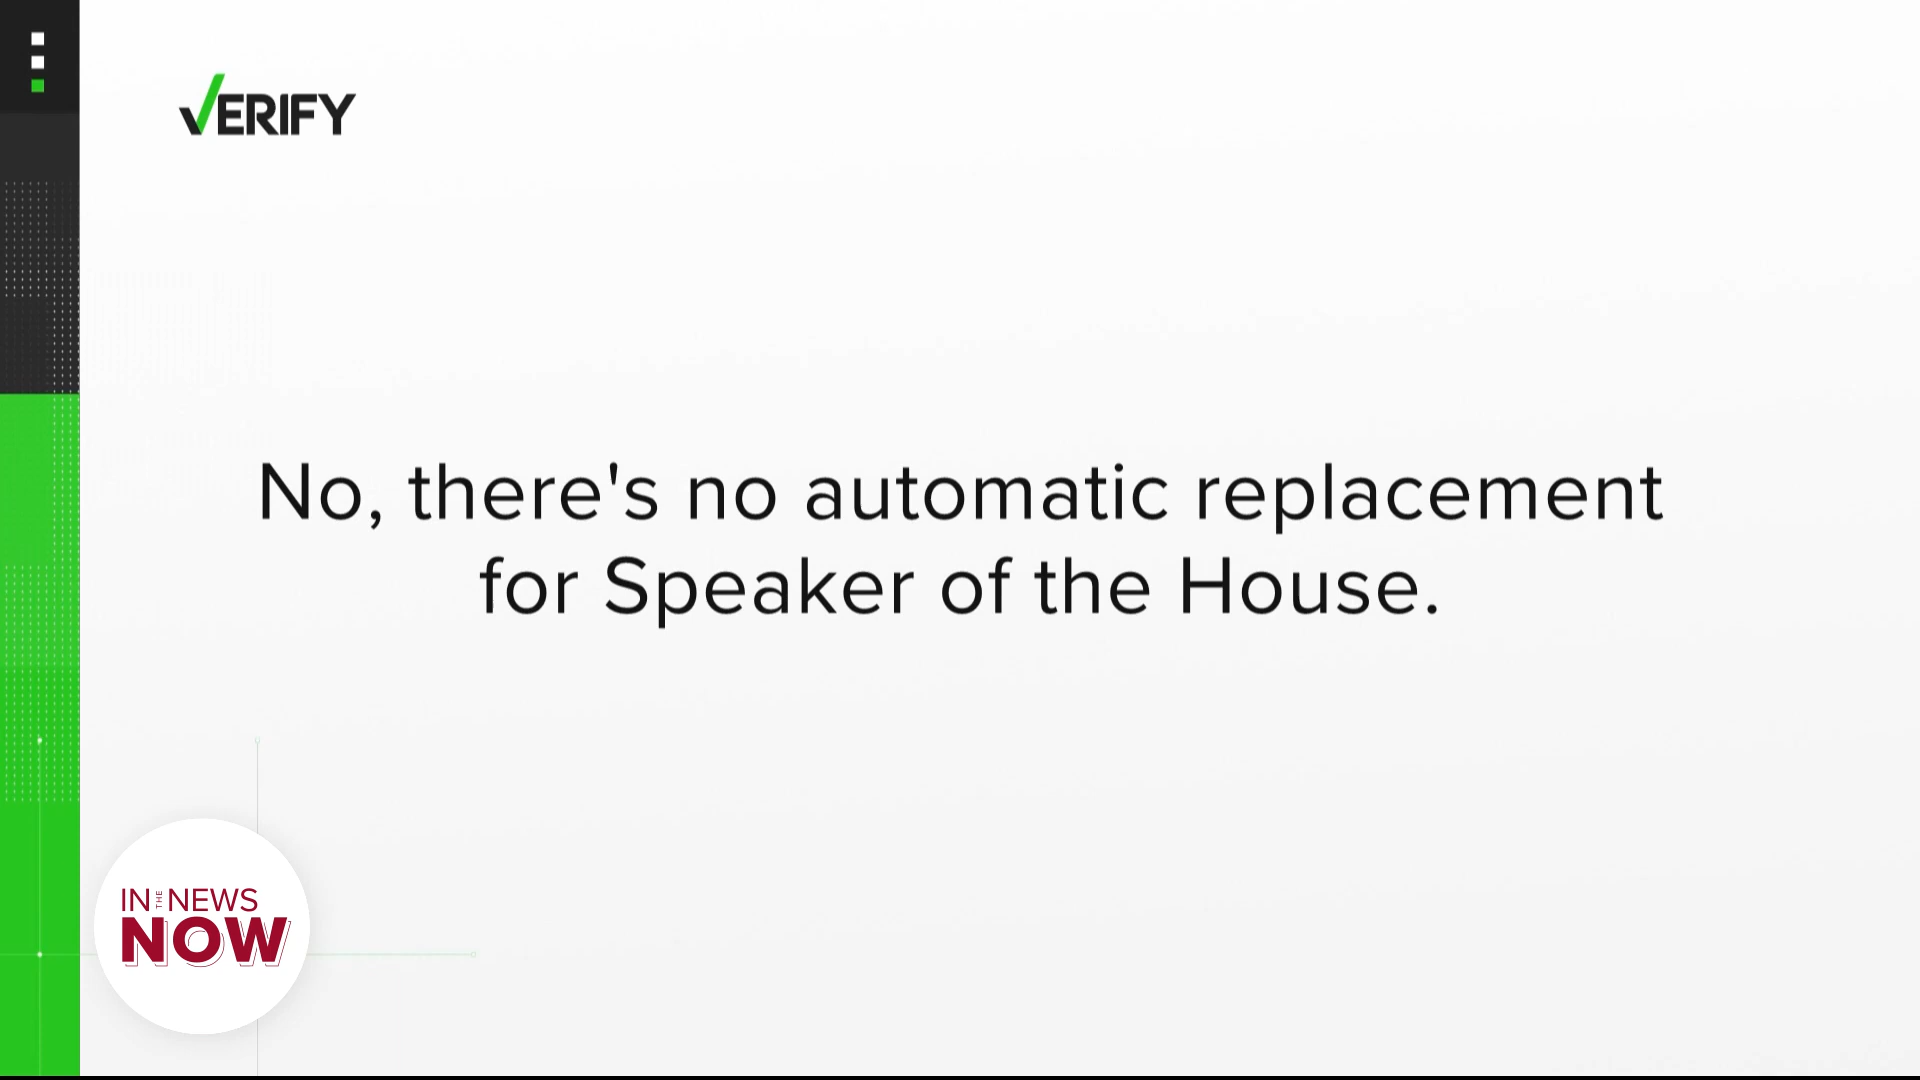 VERIFY
No, there's no automatic replacement
for Speaker of the House.
IN THE NEWS
NOW